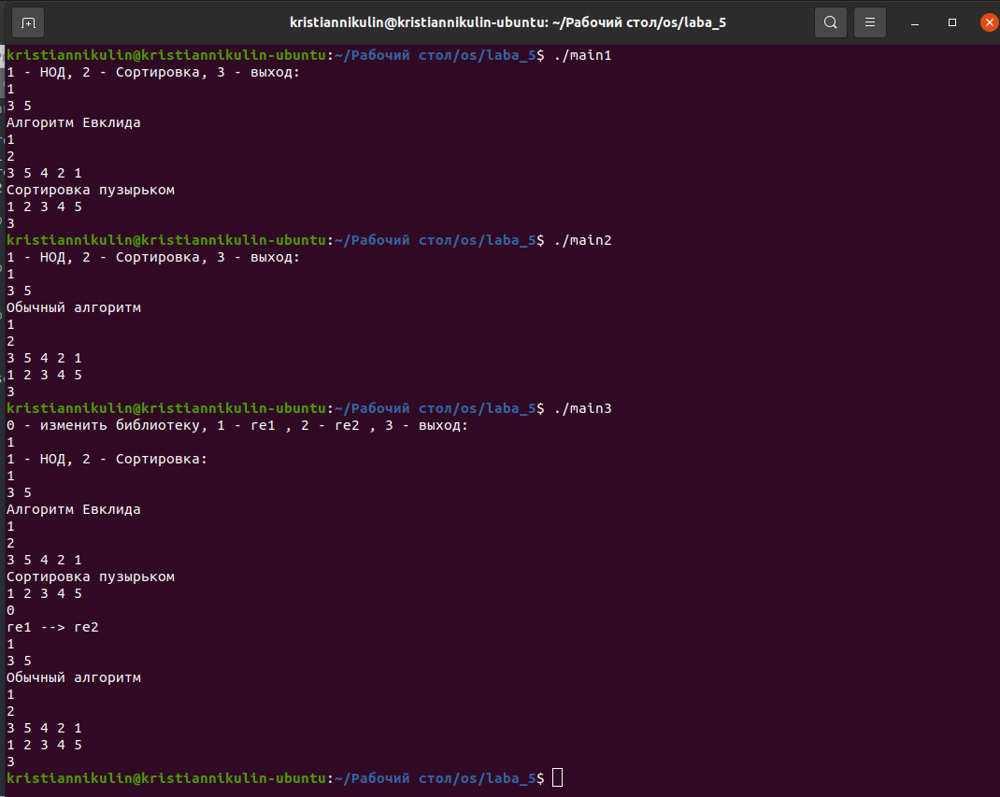 kristiannikulin@kristiannikulin-ubuntu: ~/Рабочий стол/os/laba_5
kristiannikulin@kristiannikulin-ubuntu:~/Рабочий стол/os/laba_5$ ./main1
1 - НОД, 2 - Сортировка, 3 - выход:
1
3 5
Алгоритм Евклида
1
2
3 5 4 2 1
Сортировка пузырьком
1 2 3 4 5
3
kristiannikulin@kristiannikulin-ubuntu:~/Рабочий стол/os/laba_5$ ./main2
1 - НОД, 2 - Сортировка, 3 - выход:
1
3 5
Обычный алгоритм
1
2
3 5 4 2 1
1 2 3 4 5
3
kristiannikulin@kristiannikulin-ubuntu:~/Рабочий стол/os/laba_5$ ./main3
0 - изменить библиотеку, 1 - re1 , 2 - re2 , 3 - выход:
1
1 - НОД, 2 - Сортировка:
1
3 5
Алгоритм Евклида
1
2
3 5 4 2 1
Сортировка пузырьком
1 2 3 4 5
0
re1 --> re2
1
3 5
Обычный алгоритм
1
2
3 5 4 2 1
1 2 3 4 5
3
kristiannikulin@kristiannikulin-ubuntu:~/Рабочий стол/os/laba_5$